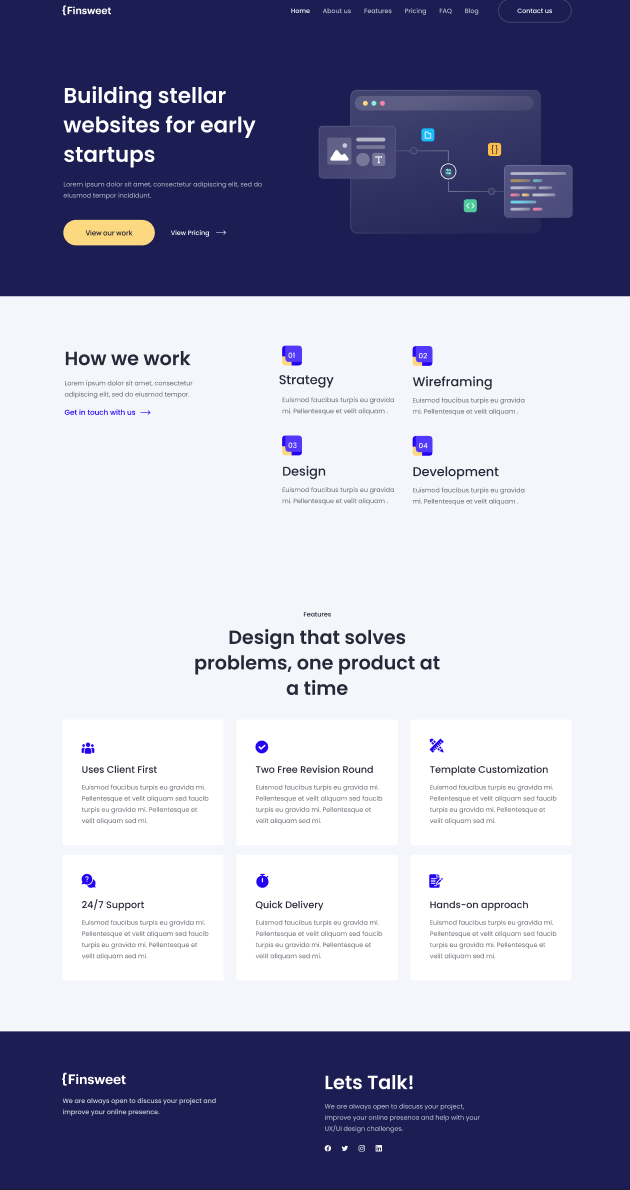 {Finsweet
Home About us Features Pricing FAQ Blog Contact us
Building stellar
websites for early
startups
Lorem ipsum dolor sit amet, consectetur adipiscing elit, sed do
eiusmod tempor incididunt.
View our work View Pricing
T
{}
How we work
Lorem ipsum dolor sit amet, consectetur
adipiscing elit, sed do eiusmod tempor.
Get in touch with us
01
Strategy
Euismod faucibus turpis eu gravida
mi. Pellentesque et velit aliquam .
02
Wireframing
Euismod faucibus turpis eu gravida
mi. Pellentesque et velit aliquam .
03
Design
Euismod faucibus turpis eu gravida
mi. Pellentesque et velit aliquam .
04
Development
Euismod faucibus turpis eu gravida
mi. Pellentesque et velit aliquam .
Features
Design that solves
problems, one product at
a time
Uses Client First
Euismod faucibus turpis eu gravida mi.
Pellentesque et velit aliquam sed faucib
turpis eu gravida mi. Pellentesque et
velit aliquam sed mi.
Two Free Revision Round
Euismod faucibus turpis eu gravida mi.
Pellentesque et velit aliquam sed faucib
turpis eu gravida mi. Pellentesque et
velit aliquam sed mi.
Template Customization
Euismod faucibus turpis eu gravida mi.
Pellentesque et velit aliquam sed faucib
turpis eu gravida mi. Pellentesque et
velit aliquam sed mi.
?
24/7 Support
Euismod faucibus turpis eu gravida mi.
Pellentesque et velit aliquam sed faucib
turpis eu gravida mi. Pellentesque et
velit aliquam sed mi.
Quick Delivery
Euismod faucibus turpis eu gravida mi.
Pellentesque et velit aliquam sed faucib
turpis eu gravida mi. Pellentesque et
velit aliquam sed mi.
Hands-on approach
Euismod faucibus turpis eu gravida mi.
Pellentesque et velit aliquam sed faucib
turpis eu gravida mi. Pellentesque et
velit aliquam sed mi.
{Finsweet
We are always open to discuss your project and
improve your online presence.
Lets Talk!
We are always open to discuss your project,
improve your online presence and help with your
UX/UI design challenges.